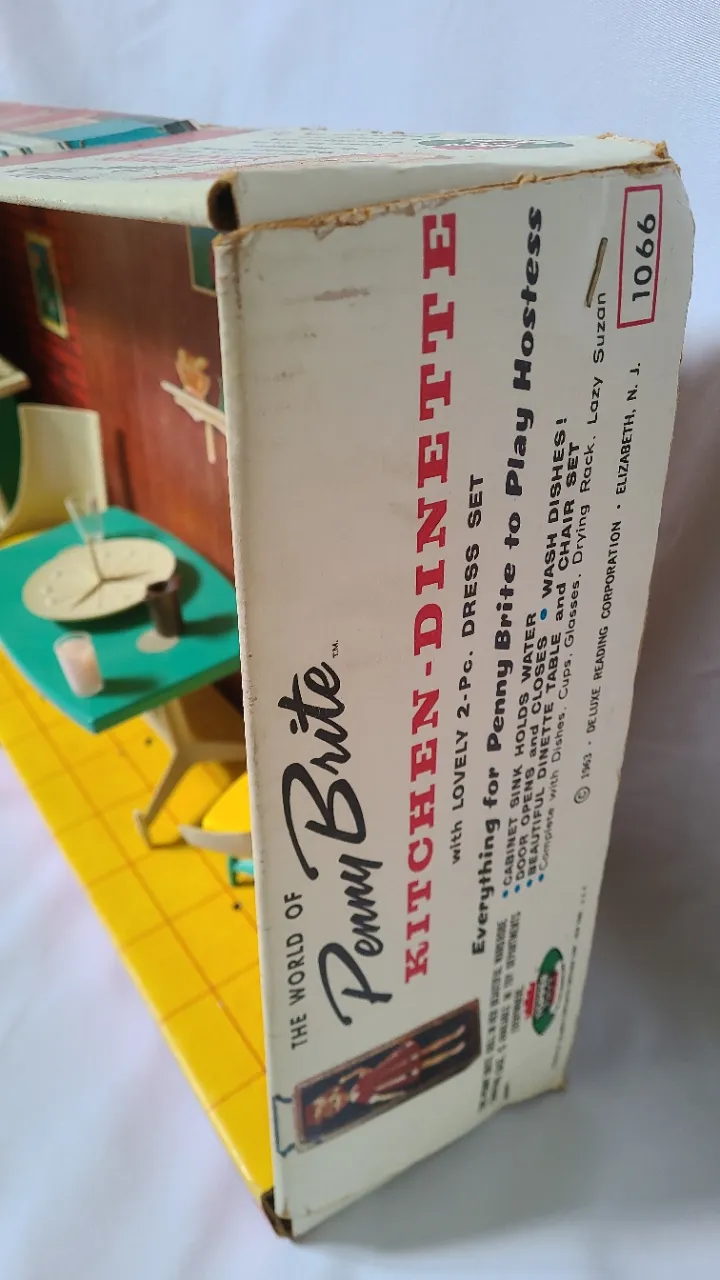 THE WORLD OF
Penny Brite TM.
KITCHEN-DINETTE
with LOVELY 2-Pc. DRESS SET
Everything for Penny Brite to Play Hostess
•CABINET SINK HOLDS WATER
•DOOR OPENS and CLOSES • WASH DISHES!
•BEAUTIFUL DINETTE TABLE and CHAIR SET
•Complete with Dishes, Cups, Glasses, Drying Rack, Lazy Suzan
© 1963 • DELUXE READING CORPORATION • ELIZABETH, N. J.
1066